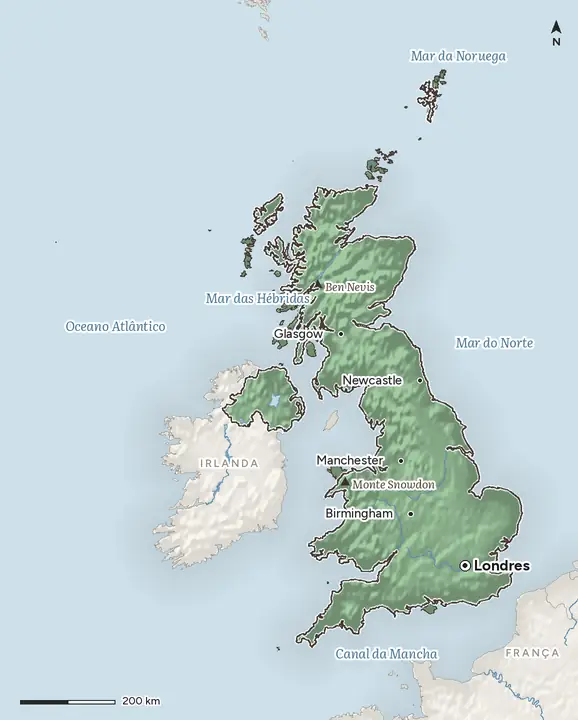 N
Mar da Noruega
Ben Nevis
Mar das Hébridas
Oceano Atlântico
Glasgow
Mar do Norte
Newcastle
Manchester
IRLANDA
Monte Snowdon
Birmingham
Londres
Canal da Mancha
FRANÇA
200 km